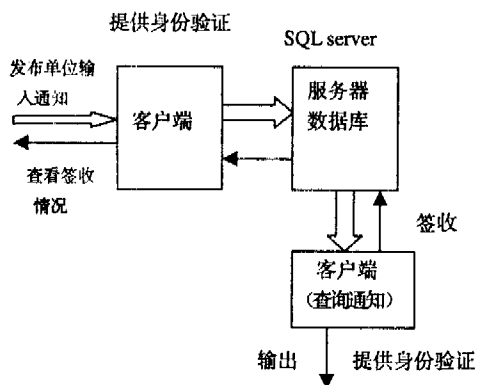 提供身份验证
SQL server
发布单位输
入通知
客户端
服务器
数据库
查看签收
情况
签收
客户端
（查询通知）
输出
提供身份验证